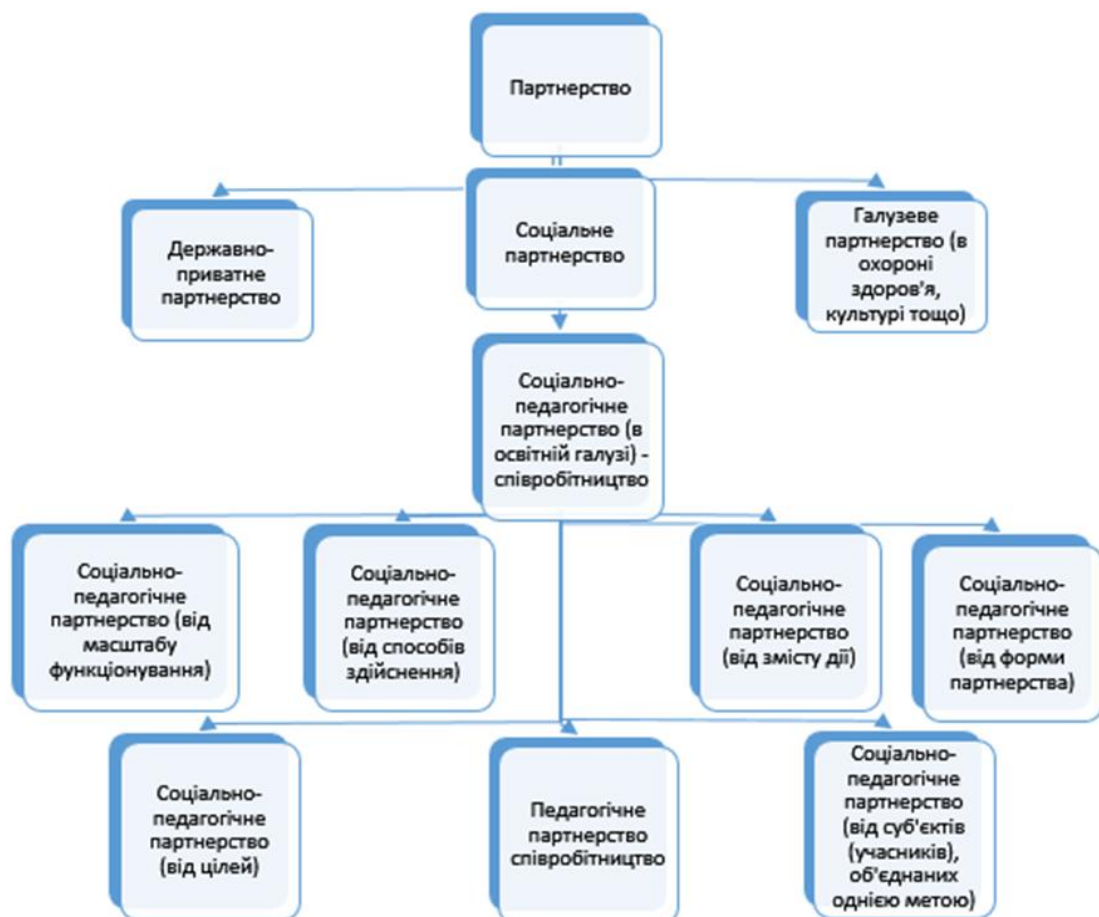 Партнерство
Державно-
приватне
партнерство
Соціальне
партнерство
Галузеве
партнерство (в
охороні
здоров'я,
культурі тощо)
Соціально-
педагогічне
партнерство (в
освітній галузі) -
співробітництво
Соціально-
педагогічне
партнерство (від
масштабу
функціонування)
Соціально-
педагогічне
партнерство
(від способів
здійснення)
Соціально-
педагогічне
партнерство
(від змісту дії)
Соціально-
педагогічне
партнерство
(від форми
партнерства)
Соціально-
педагогічне
партнерство
(від цілей)
Педагогічне
партнерство
співробітництво
Соціально-
педагогічне
партнерство
(від суб'єктів
(учасників),
об'єднаних
однією метою)